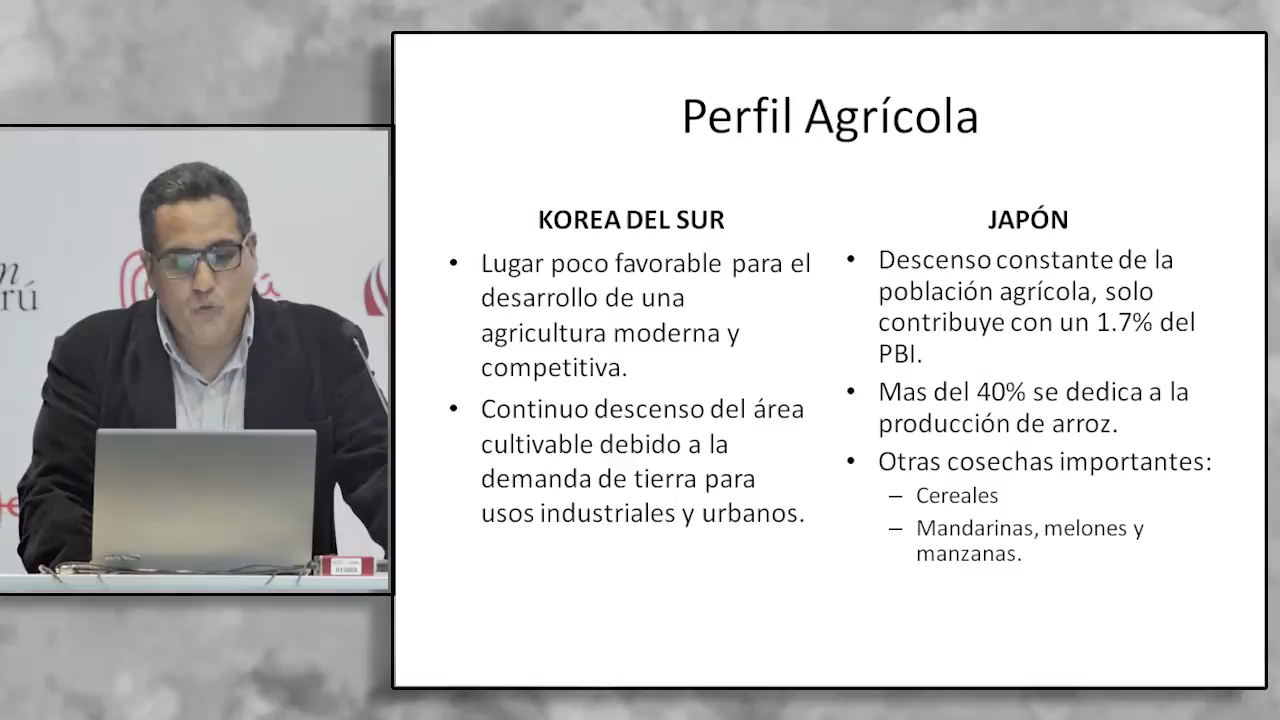 Perfil Agrícola
KOREA DEL SUR
• Lugar poco favorable para el
desarrollo de una
agricultura moderna y
competitiva.
• Continuo descenso del área
cultivable debido a la
demanda de tierra para
usos industriales y urbanos.
JAPÓN
• Descenso constante de la
población agrícola, solo
contribuye con un 1.7% del
PBI.
• Mas del 40% se dedica a la
producción de arroz.
• Otras cosechas importantes:
– Cereales
– Mandarinas, melones y
manzanas.